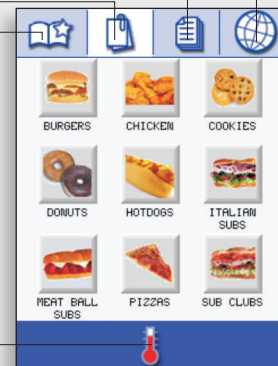 BURGERS
CHICKEN
COOKIES
DONUTS
HOTDOGS
ITALIAN
SUBS
MEAT BALL
SUBS
PIZZAS
SUB CLUBS